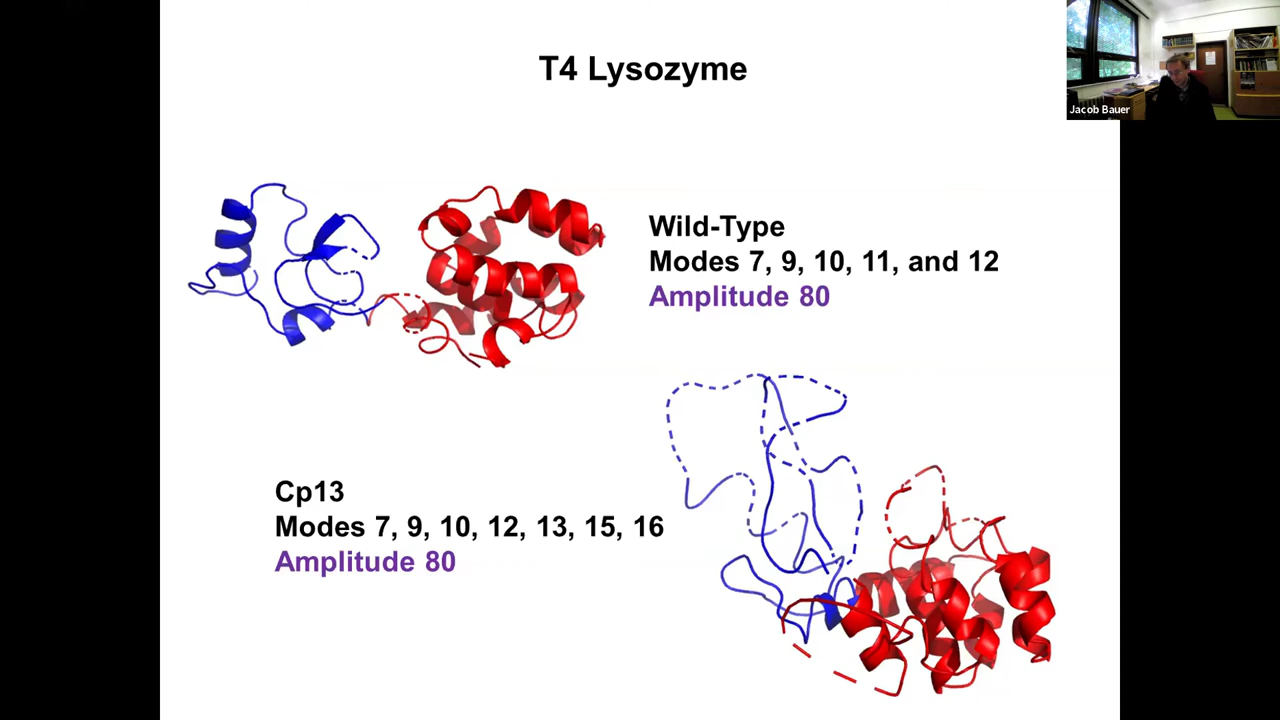 T4 Lysozyme
Jacob Bauer
Wild-Type
Modes 7, 9, 10, 11, and 12
Amplitude 80
Cp13
Modes 7, 9, 10, 12, 13, 15, 16
Amplitude 80